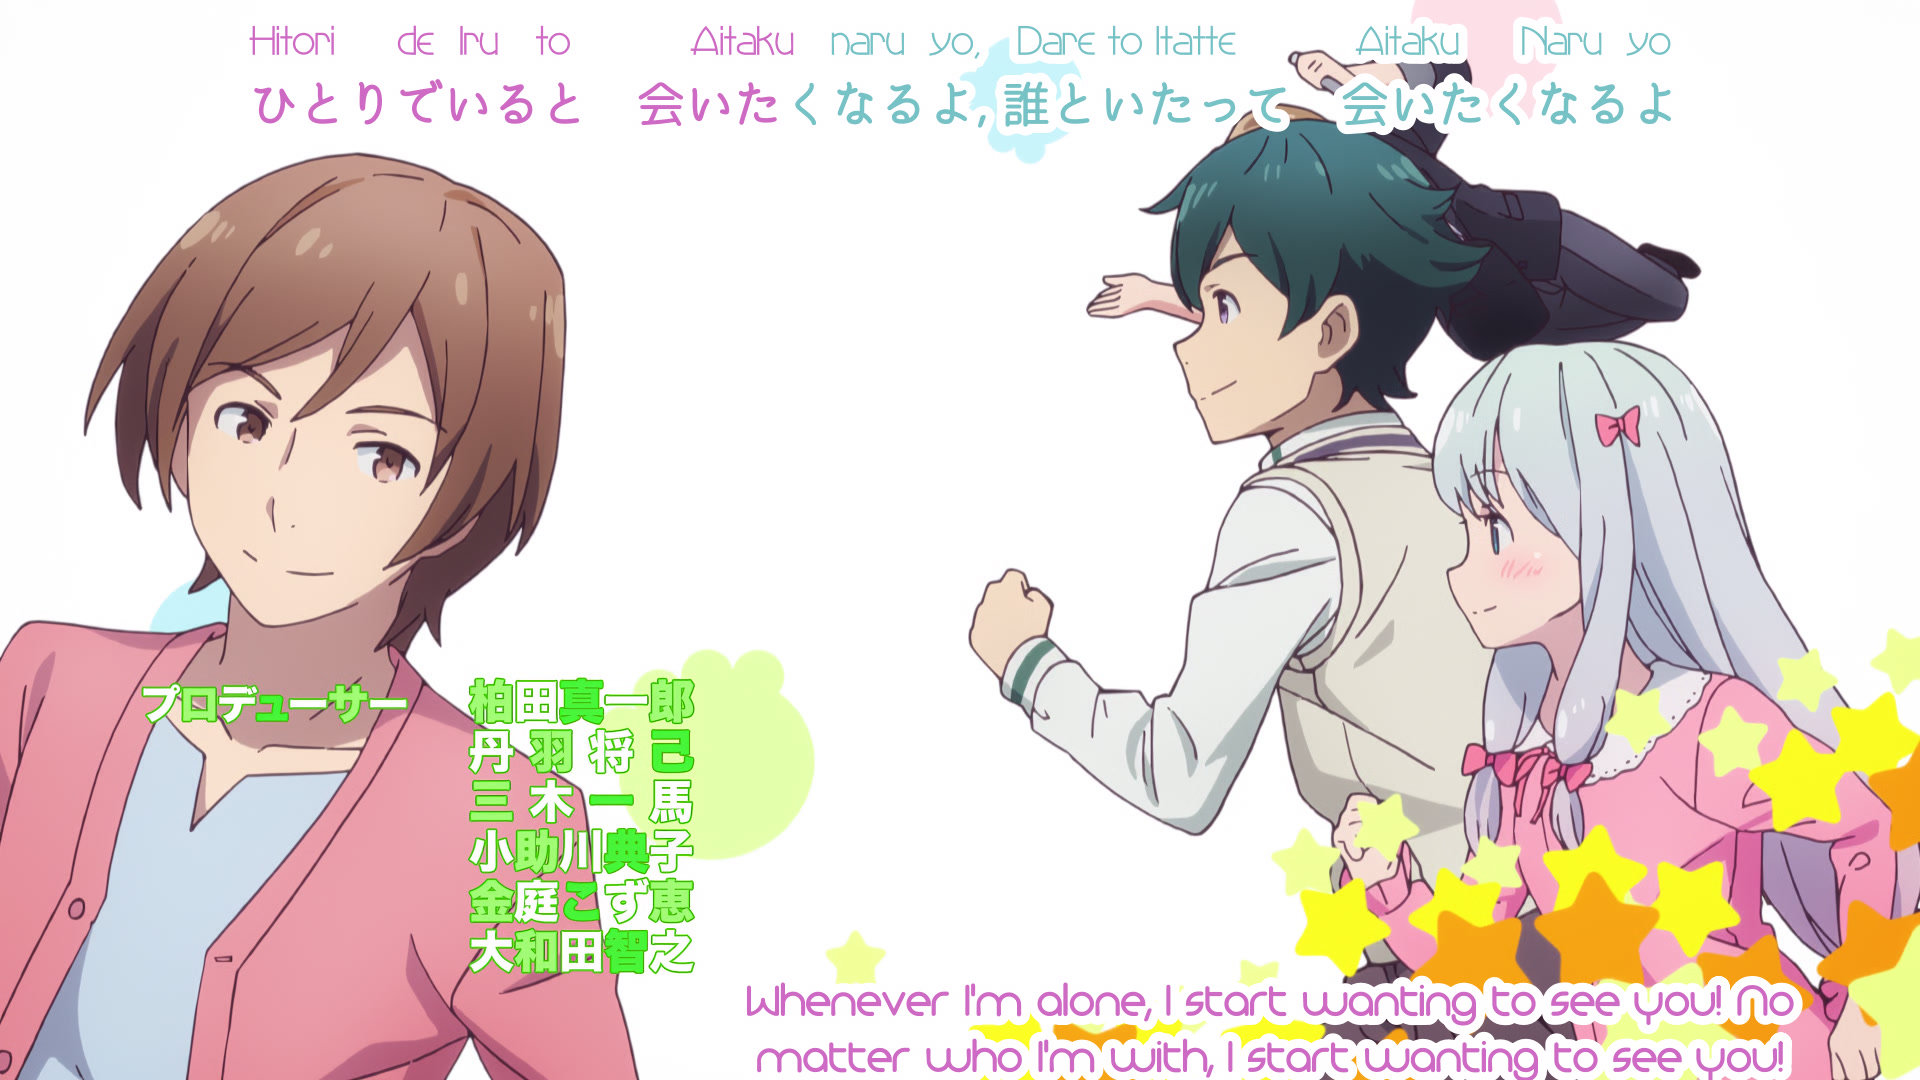 Hitori de Iru to Aitaku naru yo, Dare to Itatte Aitaku Naru yo
ひとりでいると 会いたくなるよ, 誰といたって 会いたくなるよ
プロデューサー 柏田真一郎
丹羽将己
三木一馬
小助川典子
金庭こず恵
大和田智之
Whenever I'm alone, I start wanting to see you! No
matter who I'm with, I start wanting to see you!